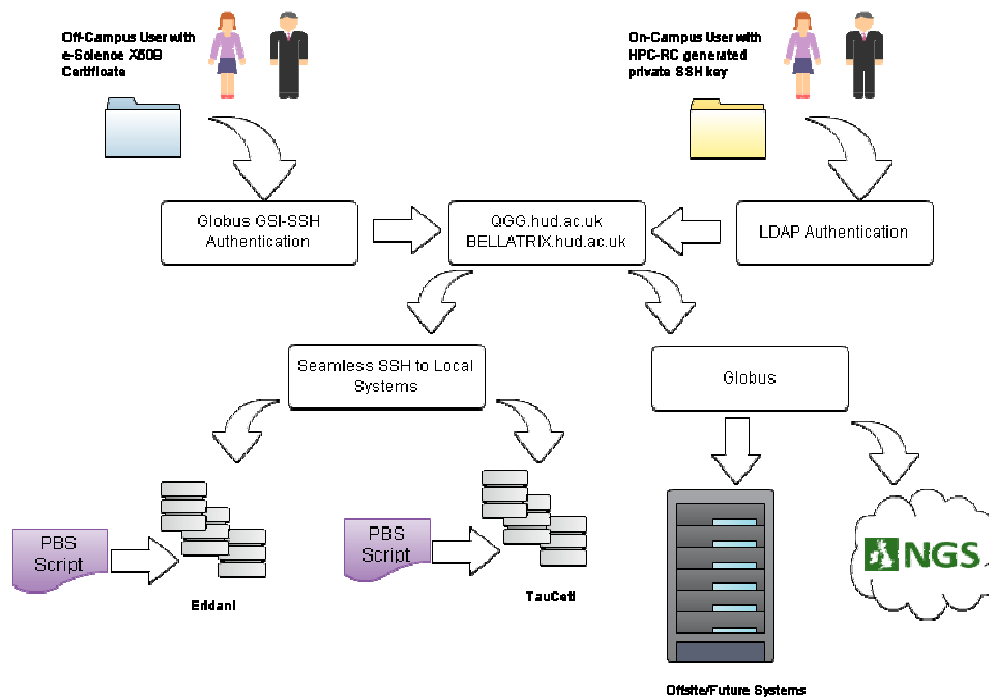 Off-Campus User with
e-Science X509
Certificate
On-Campus User with
HPC-RC generated
private SSH key
Globus GSI-SSH
Authentication
QGG.hud.ac.uk
BELLATRIX.hud.ac.uk
LDAP Authentication
Seamless SSH to Local
Systems
Globus
PBS
Script
Eridani
PBS
Script
TauCeti
NGS
Offsite/Future Systems